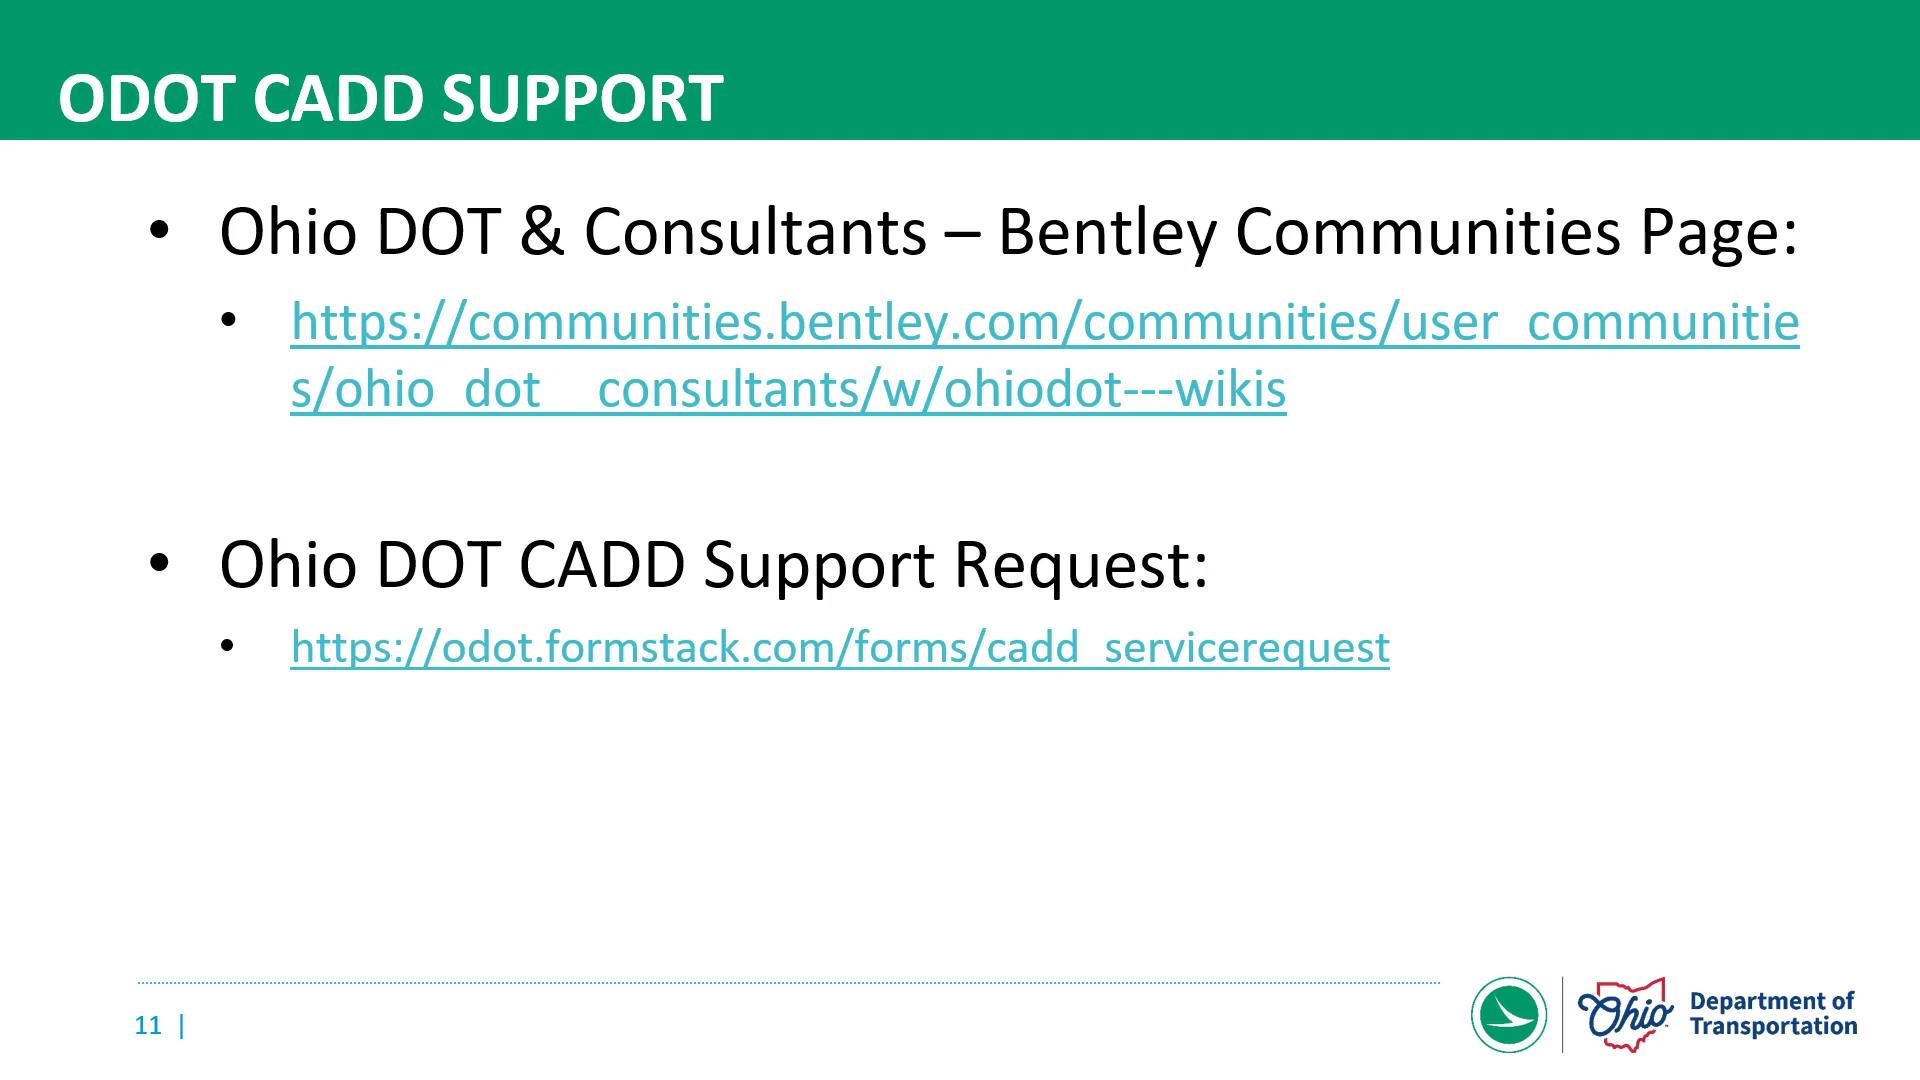 ODOT CADD SUPPORT
• Ohio DOT & Consultants – Bentley Communities Page:
• https://communities.bentley.com/communities/user_communitie
s/ohio_dot__consultants/w/ohiodot---wikis
• Ohio DOT CADD Support Request:
• https://odot.formstack.com/forms/cadd_servicerequest
11 |
Ohio
Department of
Transportation